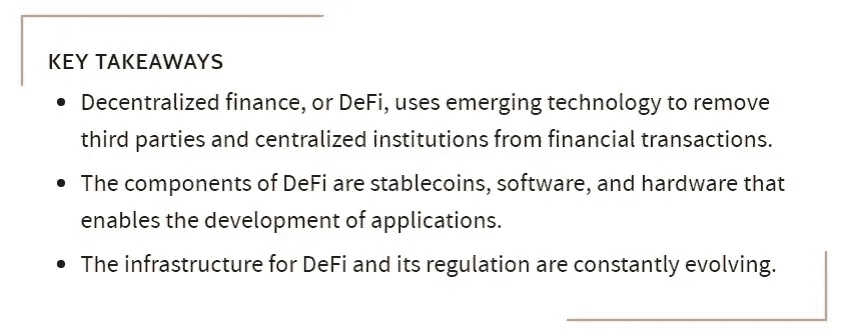 KEY TAKEAWAYS
• Decentralized finance, or DeFi, uses emerging technology to remove
third parties and centralized institutions from financial transactions.
• The components of DeFi are stablecoins, software, and hardware that
enables the development of applications.
• The infrastructure for DeFi and its regulation are constantly evolving.